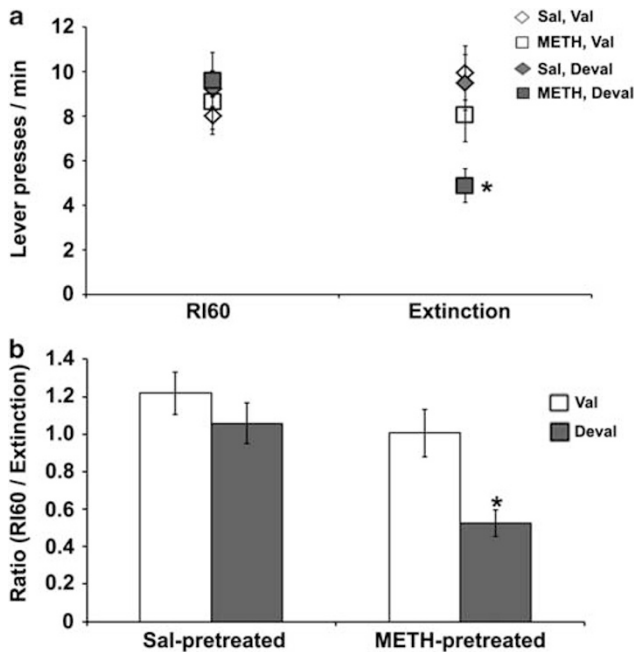 a
12
10
8
6
4
2
0
Lever presses / min
RI60
Extinction
Sal, Val
METH, Val
Sal, Deval
METH, Deval
*
b
1.4
1.2
1.0
0.8
0.6
0.4
0.2
0
Ratio (RI60 / Extinction)
Val
Deval
*
Sal-pretreated
METH-pretreated